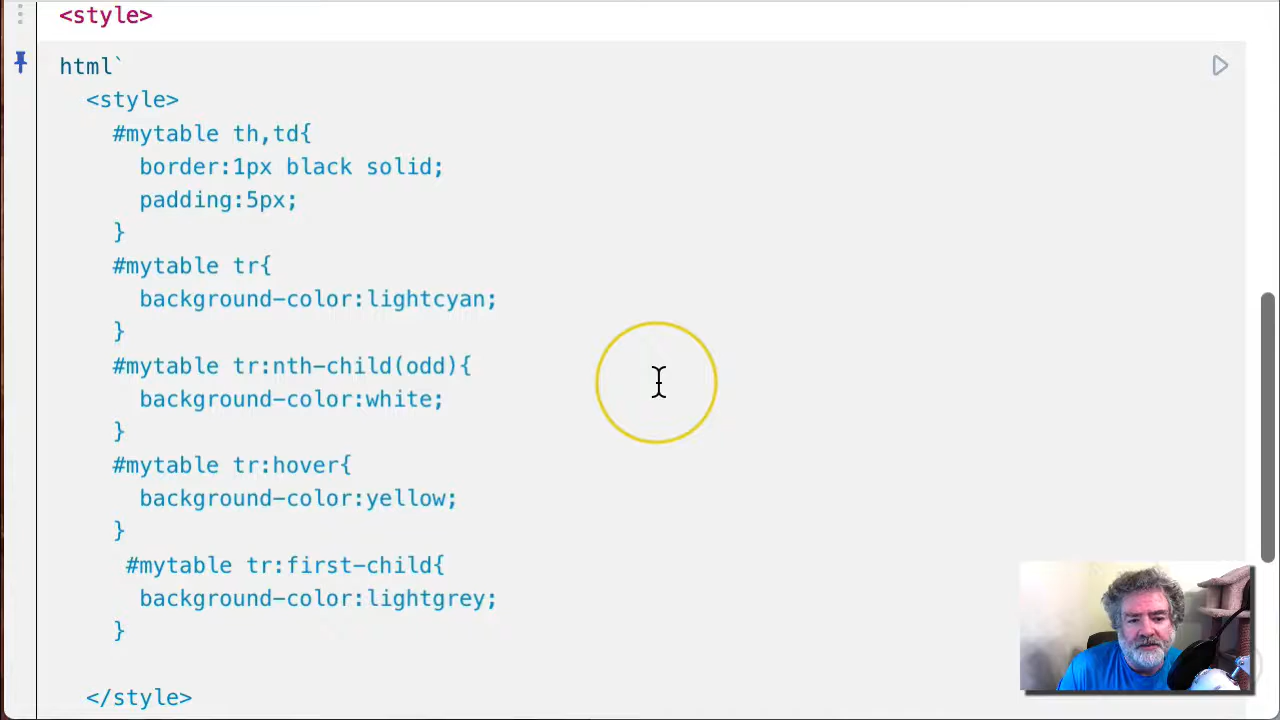 <style>
html`
<style>
#mytable th,td{
border:1px black solid;
padding:5px;
}
#mytable tr{
background-color:lightcyan;
}
#mytable tr:nth-child(odd){
background-color:white;
}
#mytable tr:hover{
background-color:yellow;
}
#mytable tr:first-child{
background-color:lightgrey;
}
</style>